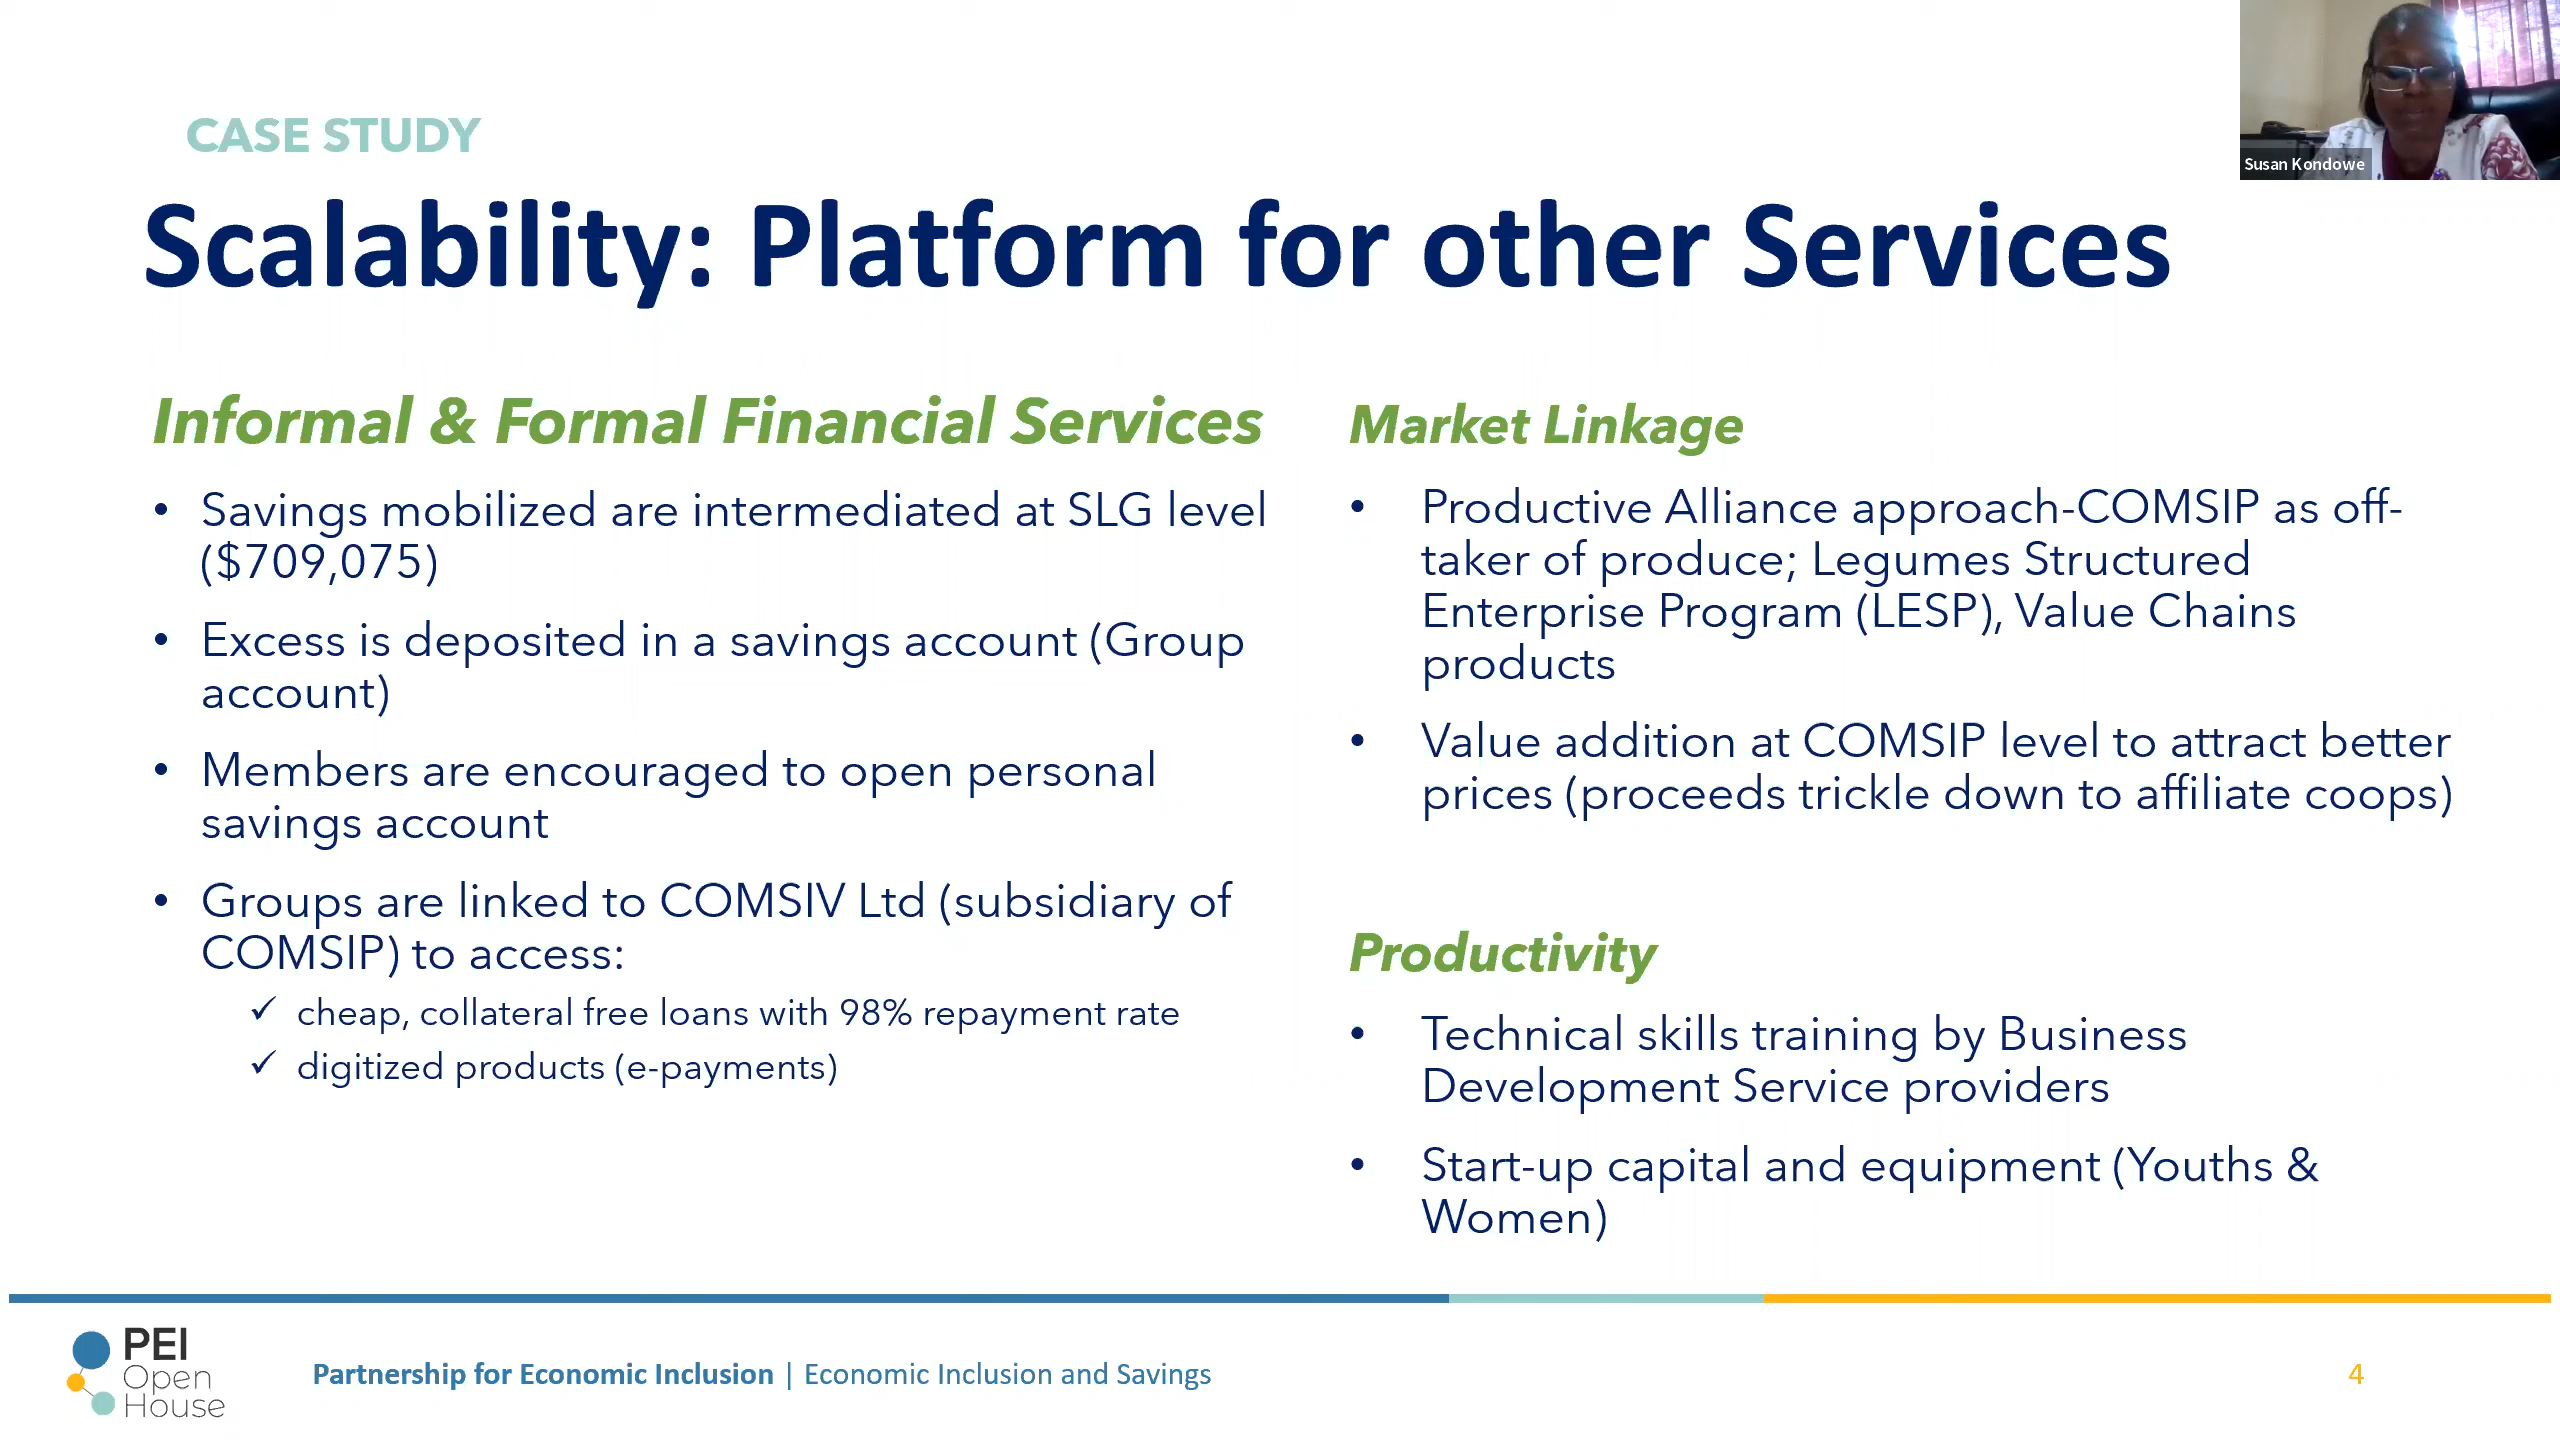 CASE STUDY
Susan Kondowe
Scalability: Platform for other Services
Informal & Formal Financial Services
• Savings mobilized are intermediated at SLG level
($709,075)
• Excess is deposited in a savings account (Group
account)
• Members are encouraged to open personal
savings account
• Groups are linked to COMSIV Ltd (subsidiary of
COMSIP) to access:
✓ cheap, collateral free loans with 98% repayment rate
✓ digitized products (e-payments)
Market Linkage
• Productive Alliance approach-COMSIP as off-
taker of produce; Legumes Structured
Enterprise Program (LESP), Value Chains
products
• Value addition at COMSIP level to attract better
prices (proceeds trickle down to affiliate coops)
Productivity
• Technical skills training by Business
Development Service providers
• Start-up capital and equipment (Youths &
Women)
PEI
Open
House
Partnership for Economic Inclusion | Economic Inclusion and Savings
4